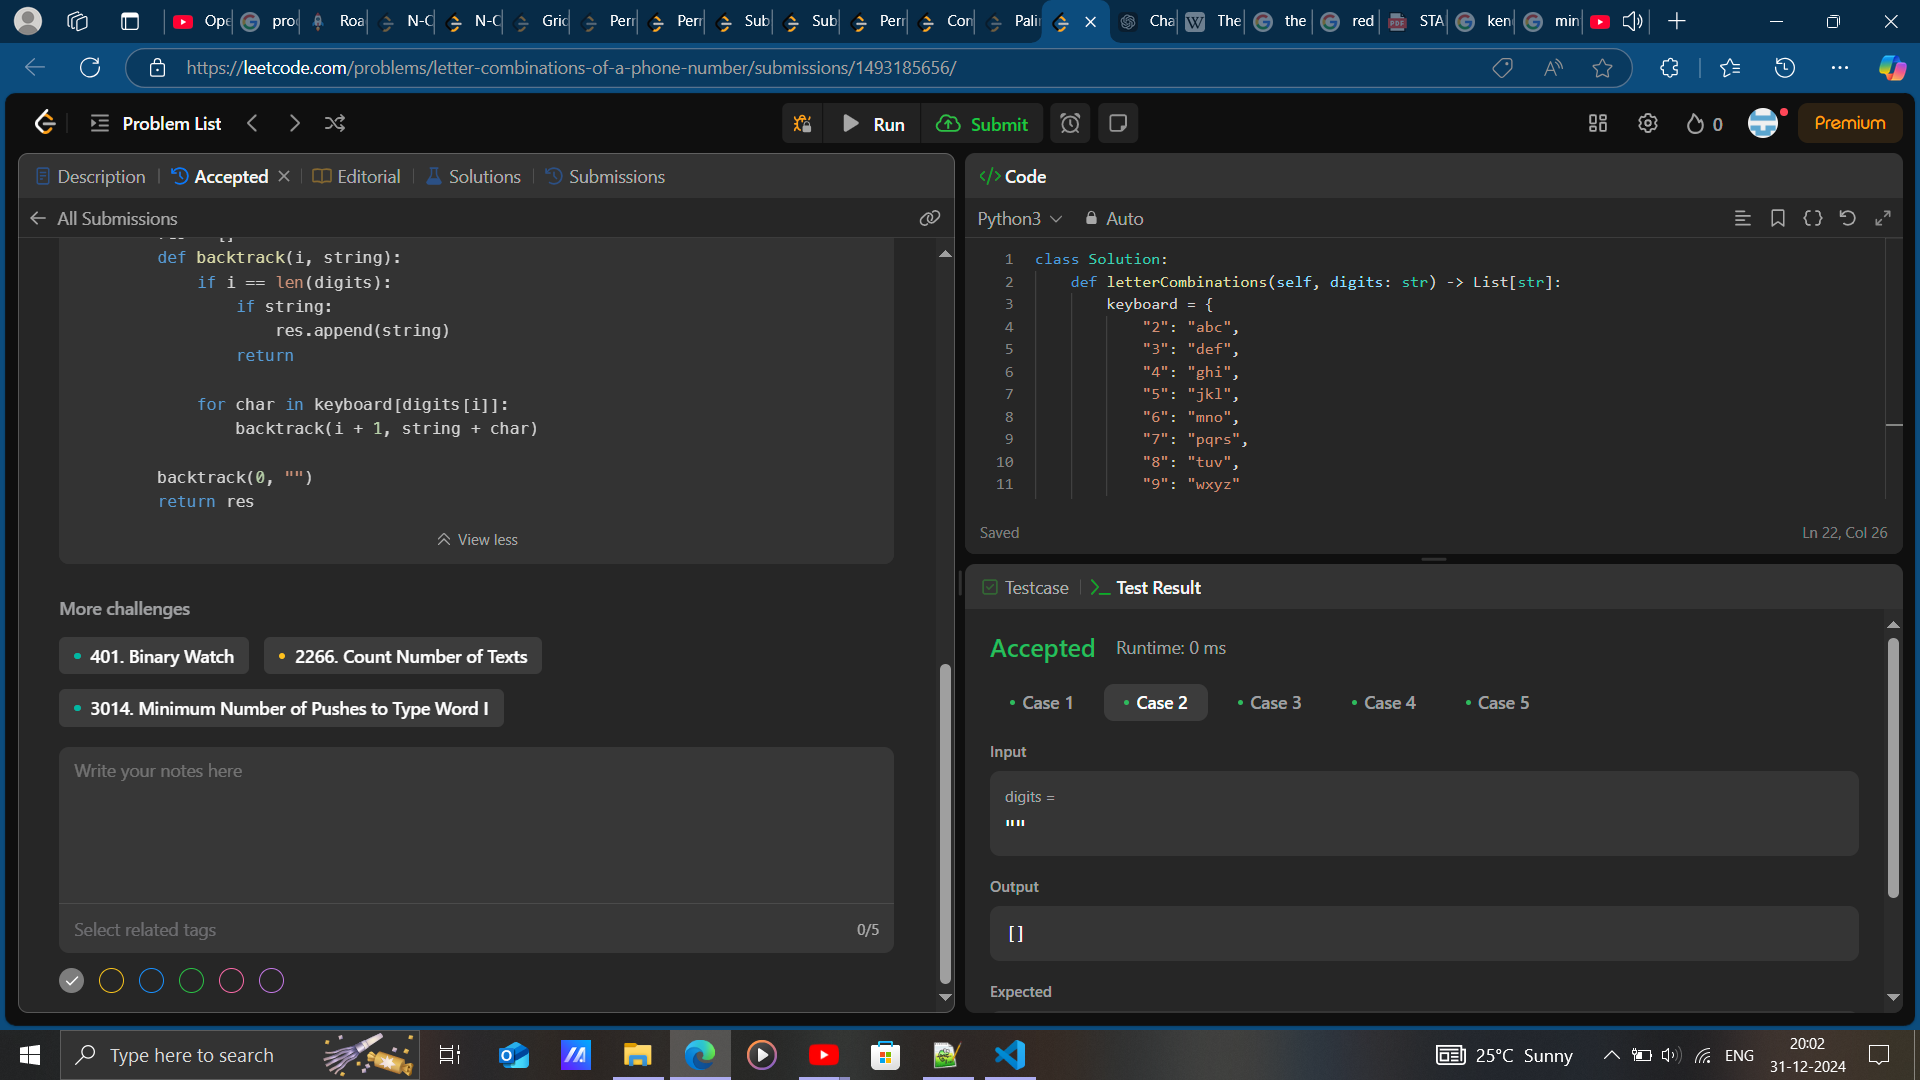 Ope
prod
Roa
N-C
N-C
Gric
Perr
Perr
Sub
Sub
Perr
Con
Pali
Cha
The
the
red
STA
ken
min
https://leetcode.com/problems/letter-combinations-of-a-phone-number/submissions/1493185656/
Problem List
Run
Submit
0
Premium
Description
Accepted
Editorial
Solutions
Submissions
All Submissions
def backtrack(i, string):
if i == len(digits):
if string:
res.append(string)
return
for char in keyboard[digits[i]]:
backtrack(i + 1, string + char)
backtrack(0, "")
return res
View less
More challenges
401. Binary Watch
2266. Count Number of Texts
3014. Minimum Number of Pushes to Type Word I
Write your notes here
Select related tags
0/5
</> Code
Python3
Auto
1 class Solution:
2 def letterCombinations(self, digits: str) -> List[str]:
3 keyboard = {
4 "2": "abc",
5 "3": "def",
6 "4": "ghi",
7 "5": "jkl",
8 "6": "mno",
9 "7": "pqrs",
10 "8": "tuv",
11 "9": "wxyz"
Saved
Ln 22, Col 26
Testcase
Test Result
Accepted
Runtime: 0 ms
Case 1
Case 2
Case 3
Case 4
Case 5
Input
digits =
""
Output
[]
Expected
Type here to search
25°C Sunny
ENG
20:02
31-12-2024